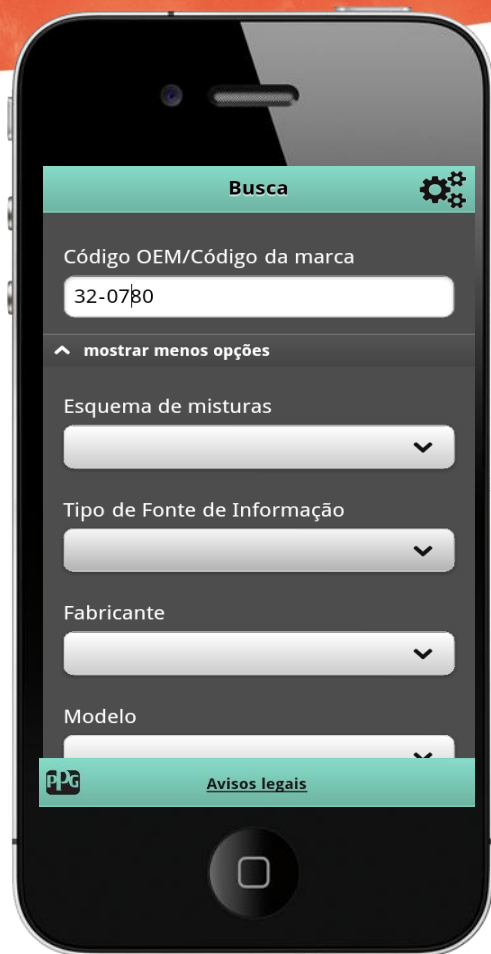 Busca
Código OEM/Código da marca
32-0780
mostrar menos opções
Esquema de misturas
Tipo de Fonte de Informação
Fabricante
Modelo
PPG
Avisos legais